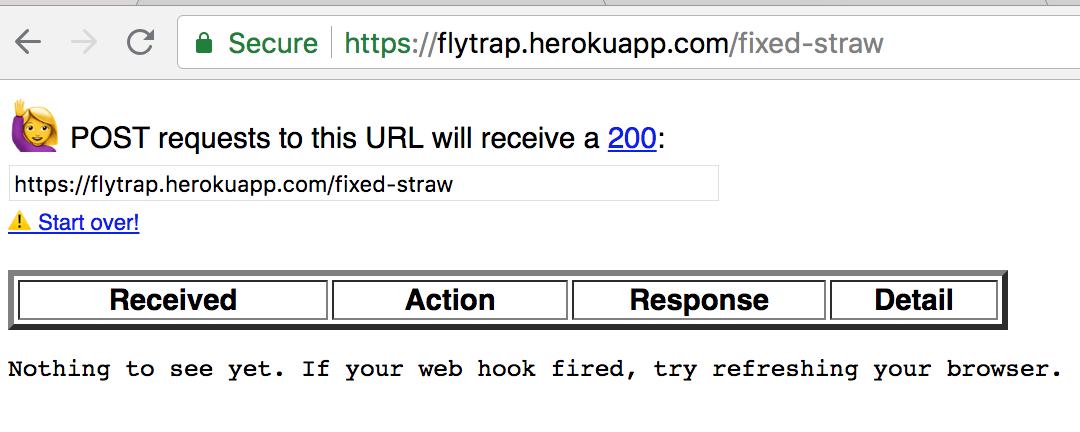 Secure https://flytrap.herokuapp.com/fixed-straw
POST requests to this URL will receive a 200:
https://flytrap.herokuapp.com/fixed-straw
Start over!
Received Action Response Detail
Nothing to see yet. If your web hook fired, try refreshing your browser.